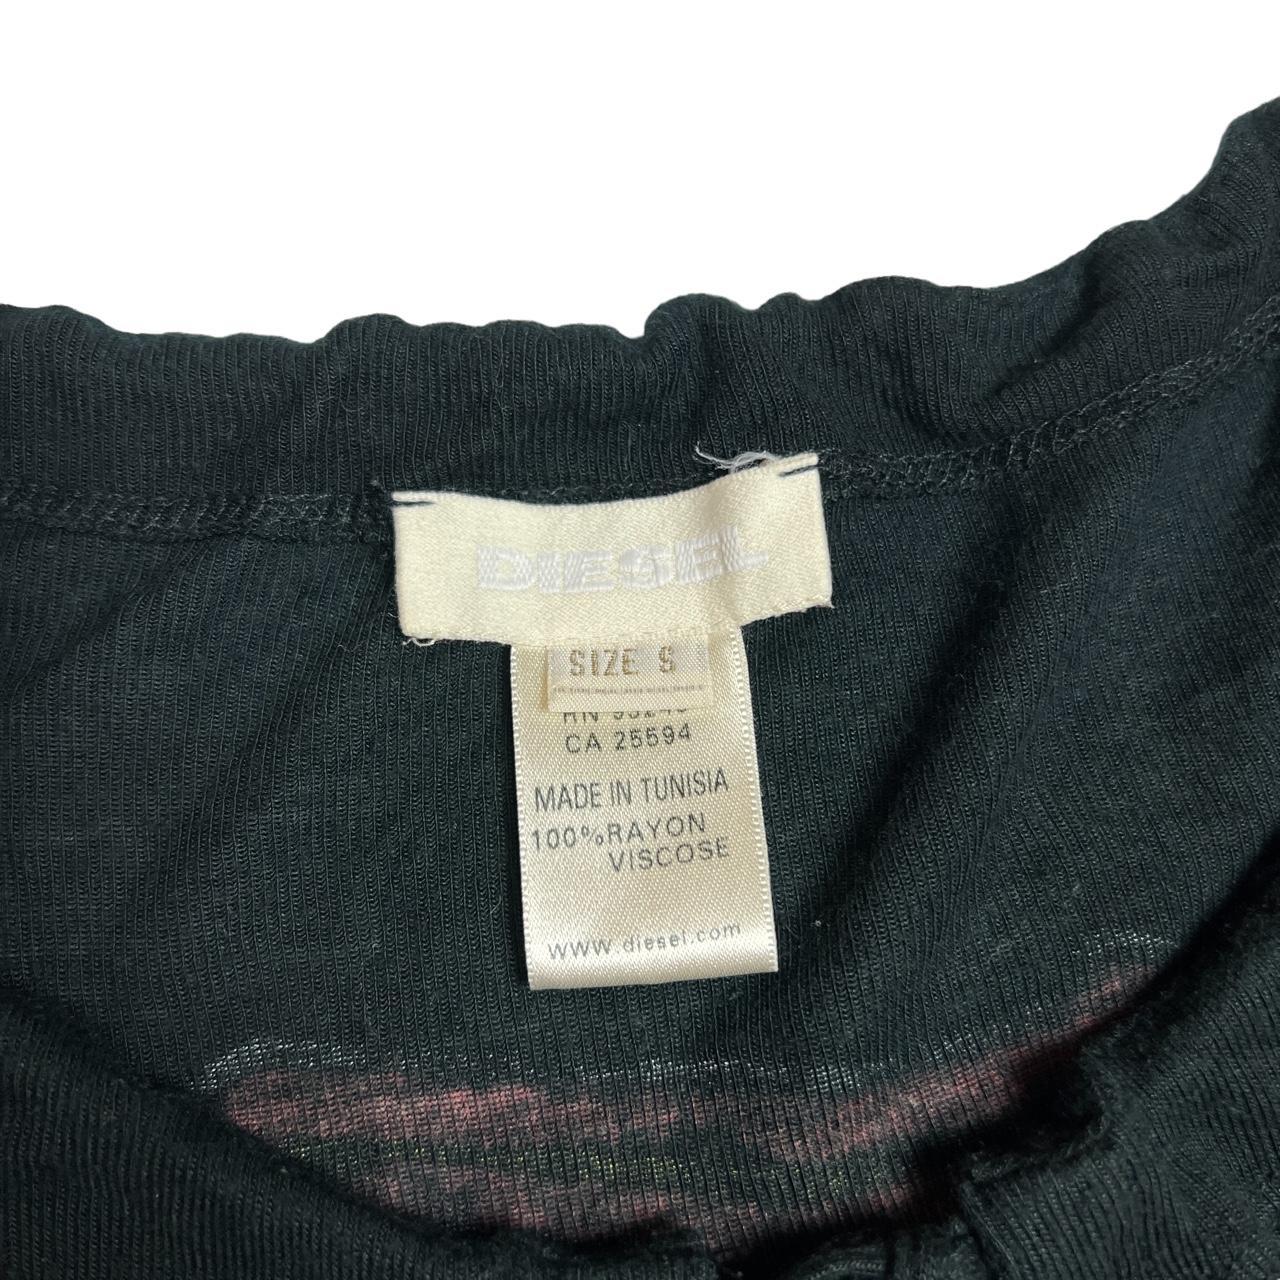 DIESEL
SIZE S
CA 25594
MADE IN TUNISIA
100%RAYON
VISCOSE
www.diesel.com